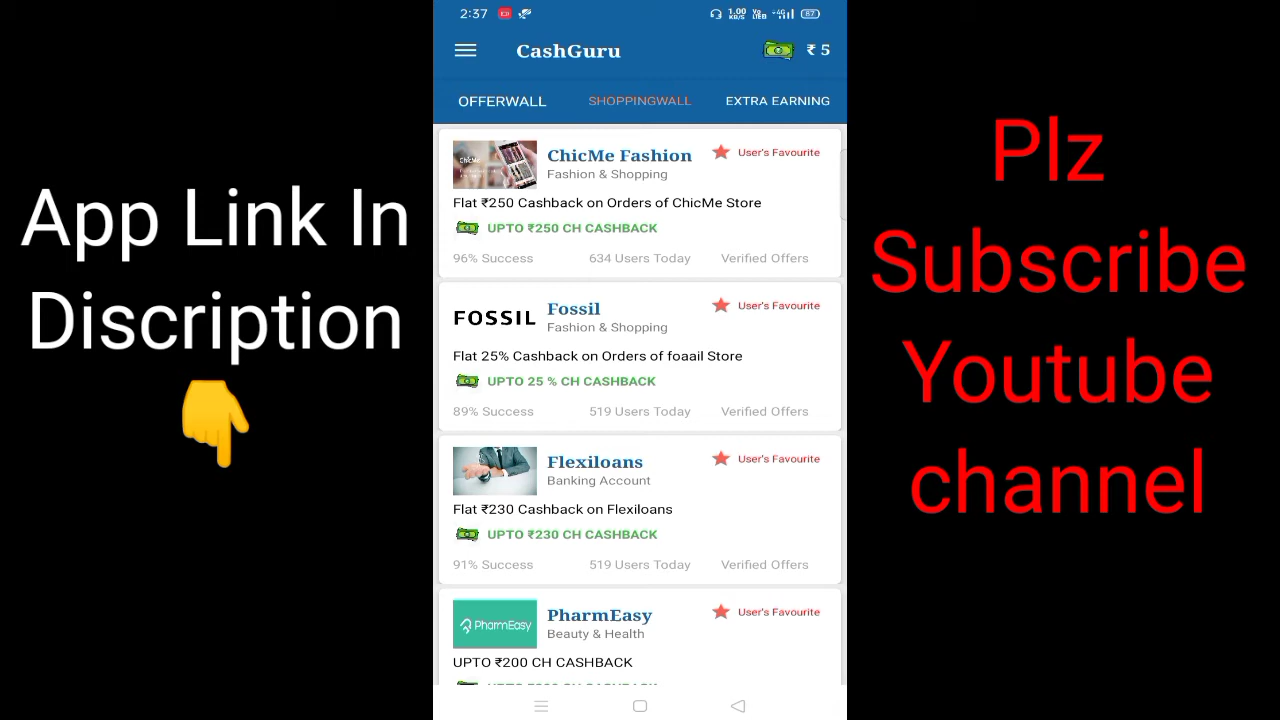 App Link In
Discription
2:37
1.00 KB/S
87
CashGuru
₹ 5
OFFERWALL
SHOPPINGWALL
EXTRA EARNING
ChicMe
ChicMe Fashion
User's Favourite
Fashion & Shopping
Flat ₹250 Cashback on Orders of ChicMe Store
UPTO ₹250 CH CASHBACK
96% Success
634 Users Today
Verified Offers
FOSSIL
Fossil
User's Favourite
Fashion & Shopping
Flat 25% Cashback on Orders of foaail Store
UPTO 25 % CH CASHBACK
89% Success
519 Users Today
Verified Offers
Flexiloans
User's Favourite
Banking Account
Flat ₹230 Cashback on Flexiloans
UPTO ₹230 CH CASHBACK
91% Success
519 Users Today
Verified Offers
PharmEasy
PharmEasy
User's Favourite
Beauty & Health
UPTO ₹200 CH CASHBACK
Plz
Subscribe
Youtube
channel